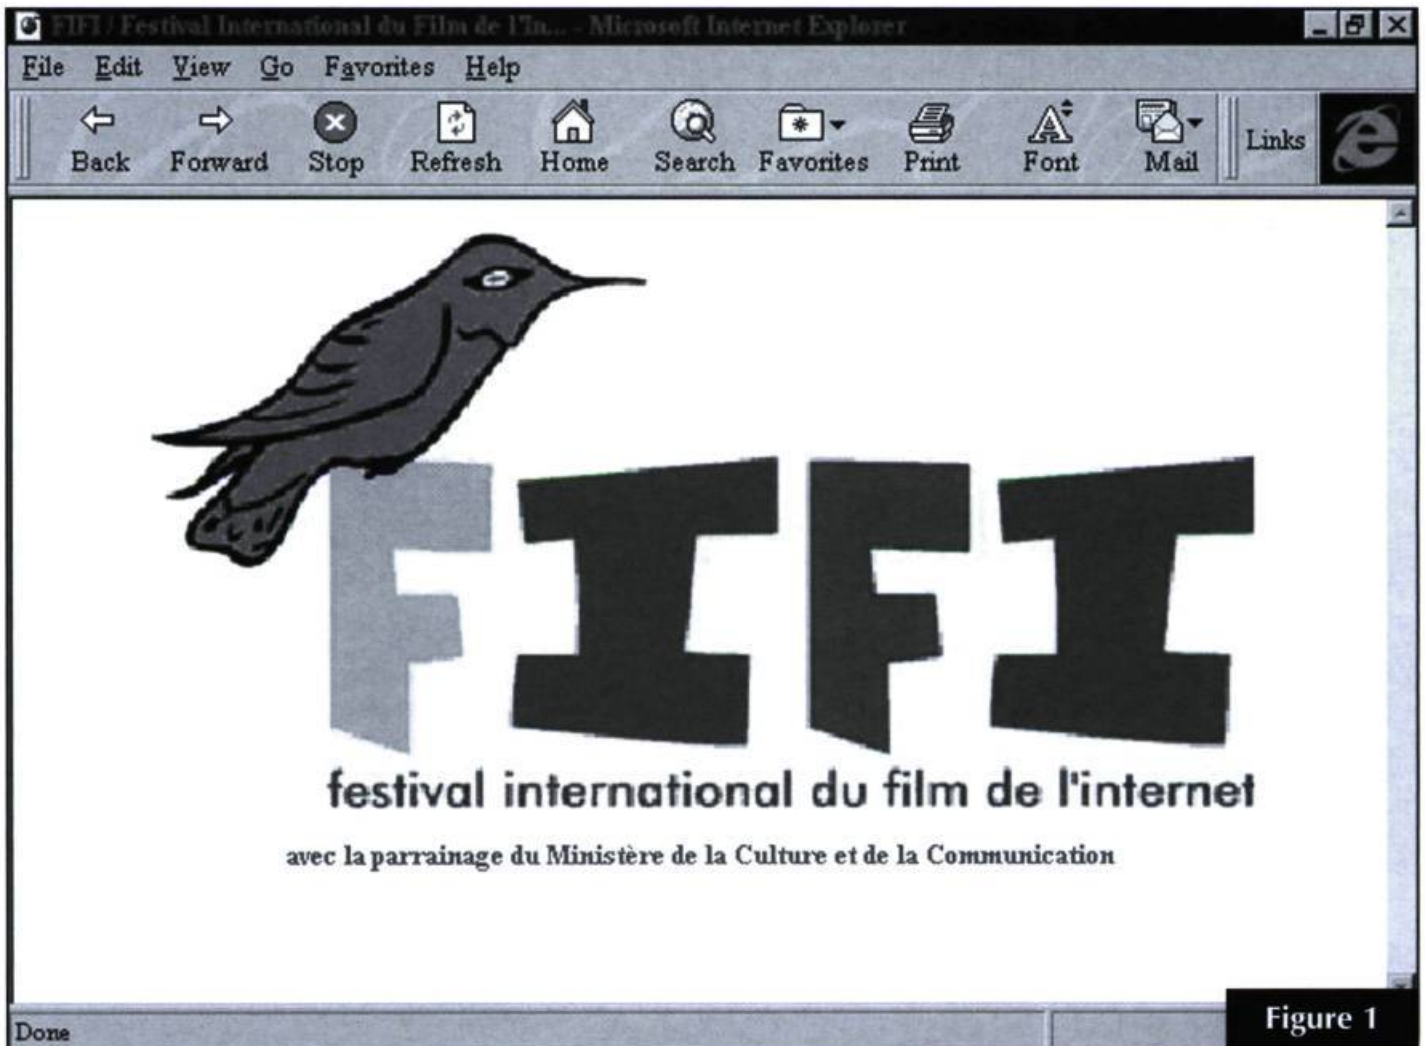 FIFI / Festival International du Film de l'In... - Microsoft Internet Explorer
File Edit View Go Favorites Help
Back Forward Stop Refresh Home Search Favorites Print Font Mail Links
FIFI
festival international du film de l'internet
avec la parrainage du Ministère de la Culture et de la Communication
Done
Figure 1